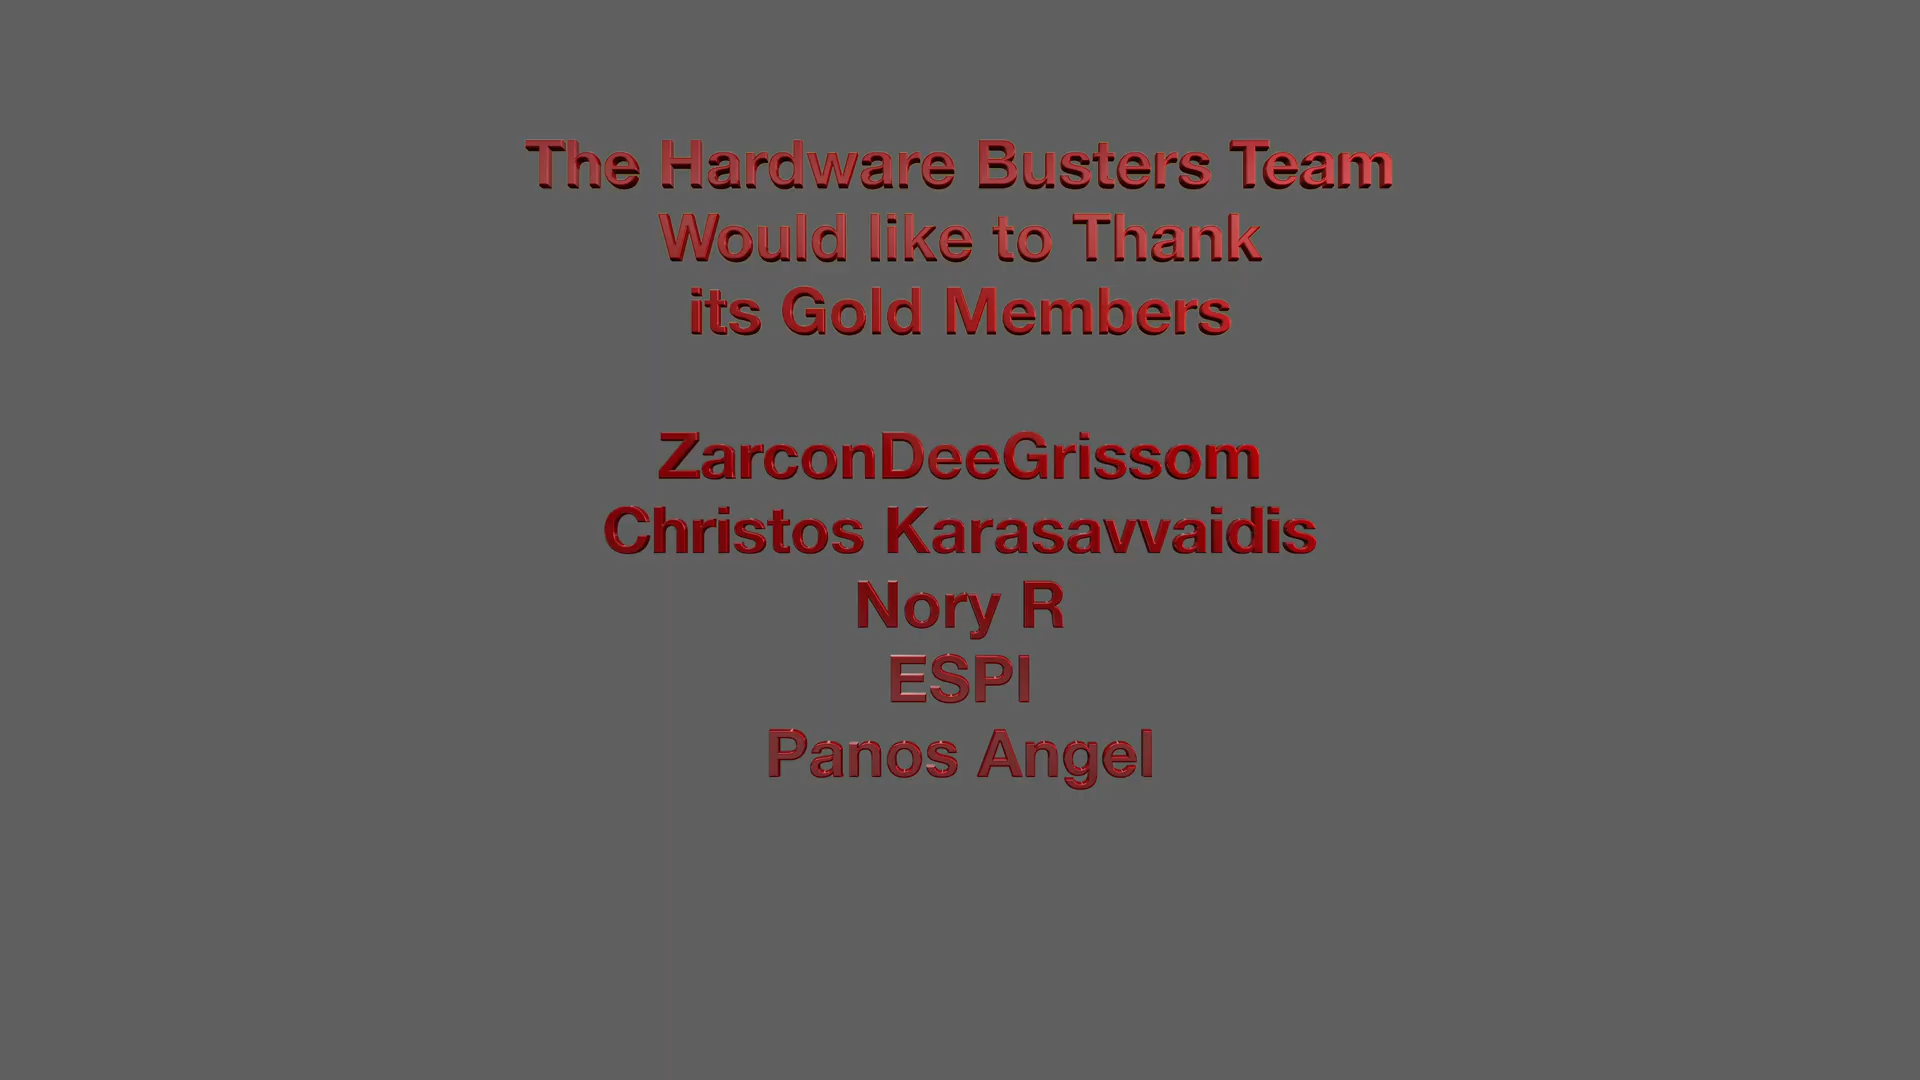 The Hardware Busters Team
Would like to Thank
its Gold Members
ZarconDeeGrissom
Christos Karasavvaidis
Nory R
ESPI
Panos Angel